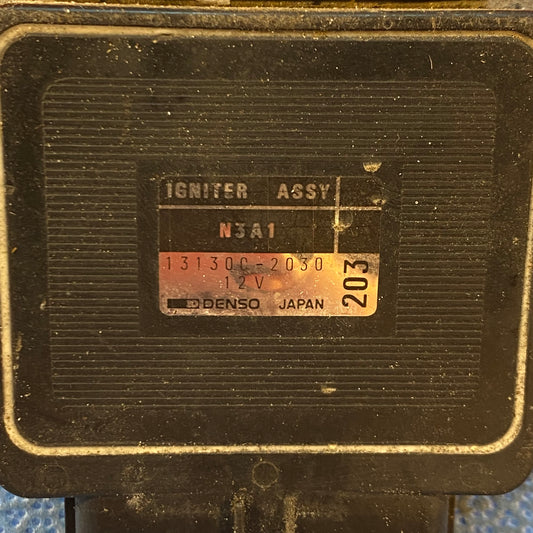 IGNITER ASSY
N3A1
131300-2030
12V
DENSO JAPAN
203